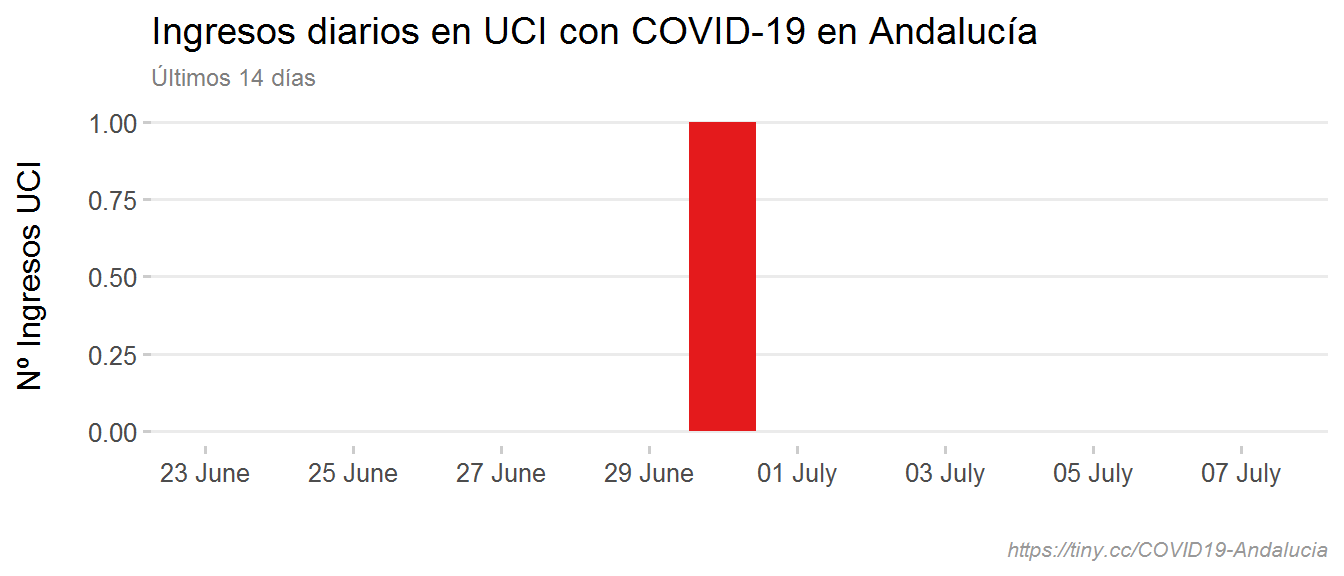 Ingresos diarios en UCI con COVID-19 en Andalucía
Últimos 14 días
Nº Ingresos UCI
1.00
0.75
0.50
0.25
0.00
23 June 25 June 27 June 29 June 01 July 03 July 05 July 07 July
https://tiny.cc/COVID19-Andalucia